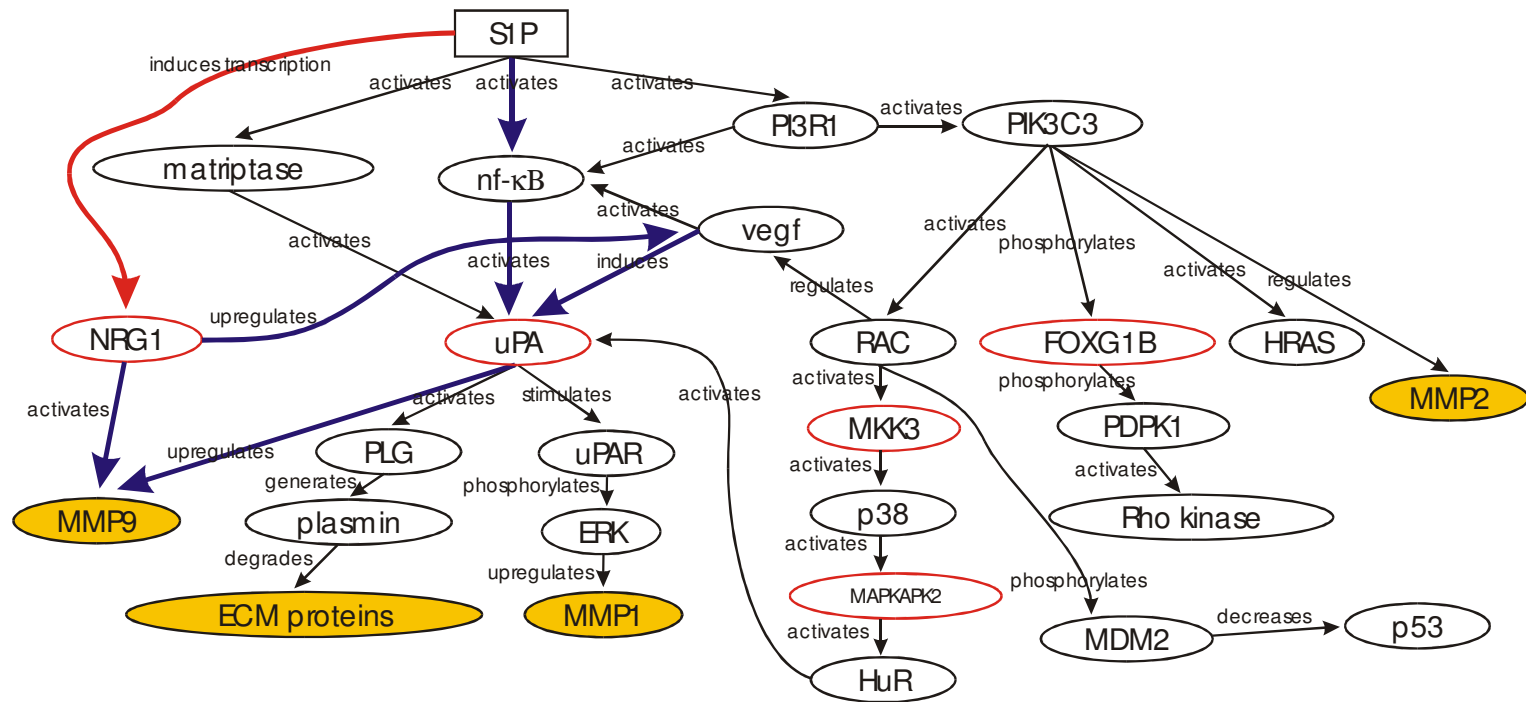 S1P
induces transcription
activates
activates
activates
PI3R1
activates
PIK3C3
matriptase
nf-κB
activates
activates
vegf
activates
activates
induces
activates
phosphorylates
activates
regulates
regulates
NRG1
upregulates
uPA
RAC
FOXG1B
HRAS
MMP2
activates
upregulates
activates
stimulates
activates
activates
phosphorylates
PLG
uPAR
MKK3
PDPK1
generates
phosphorylates
activates
activates
MMP9
plasmin
ERK
p38
Rho kinase
degrades
upregulates
activates
phosphorylates
ECM proteins
MMP1
MAPKAPK2
activates
MDM2
decreases
p53
HuR